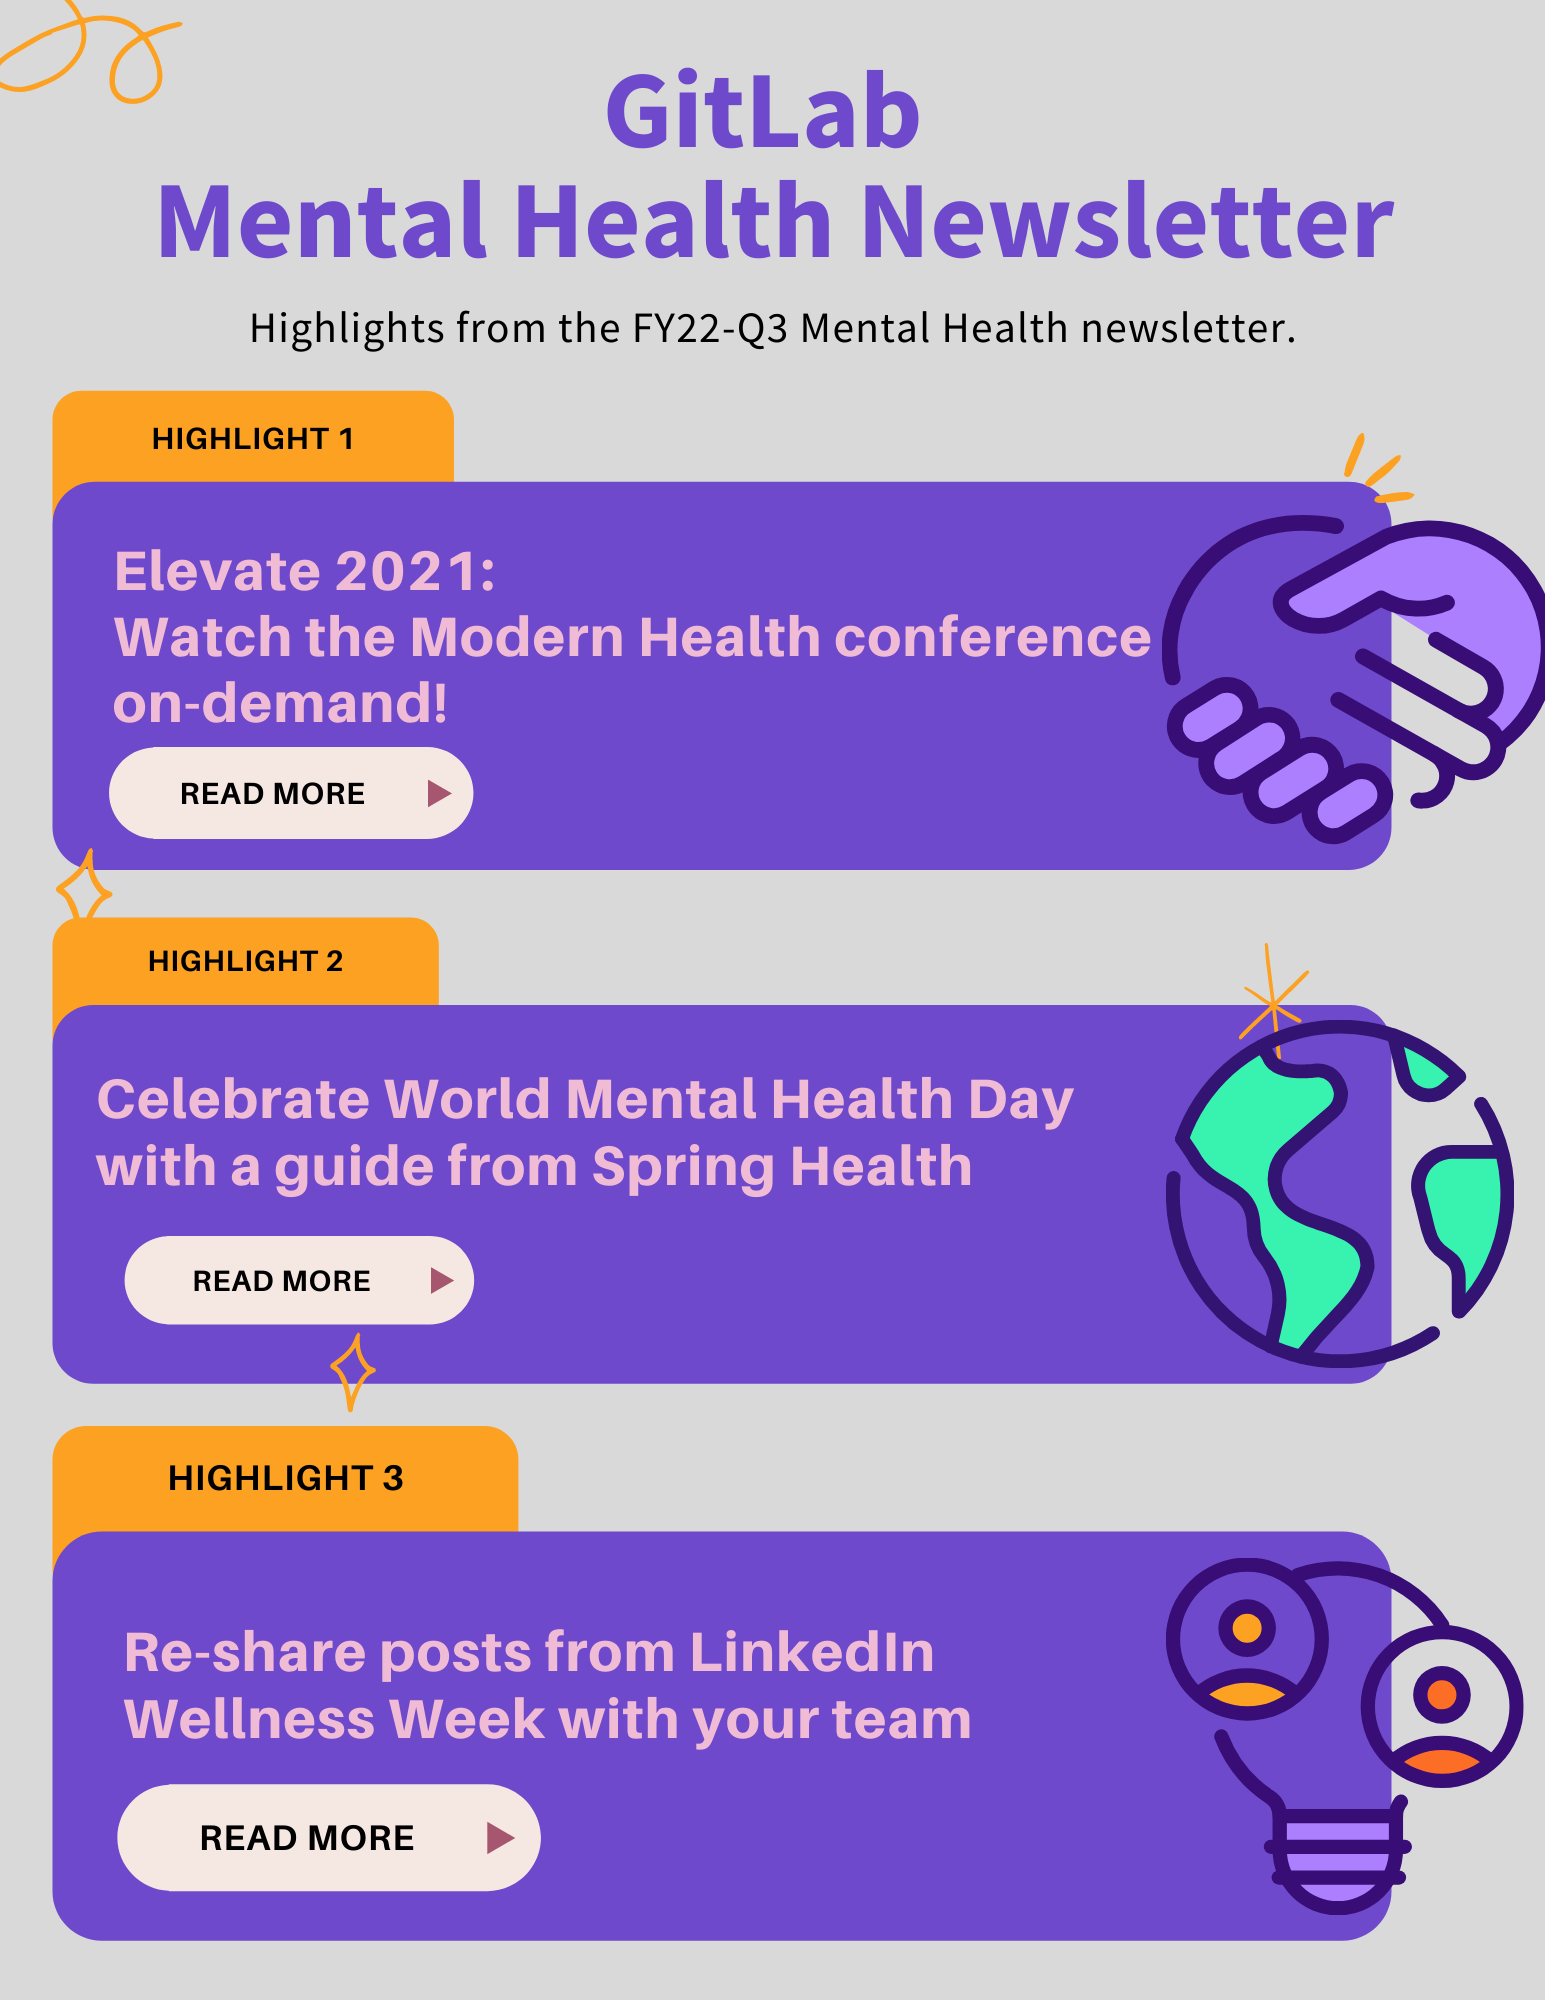 GitLab
Mental Health Newsletter
Highlights from the FY22-Q3 Mental Health newsletter.
HIGHLIGHT 1
Elevate 2021:
Watch the Modern Health conference
on-demand!
READ MORE
HIGHLIGHT 2
Celebrate World Mental Health Day
with a guide from Spring Health
READ MORE
HIGHLIGHT 3
Re-share posts from LinkedIn
Wellness Week with your team
READ MORE